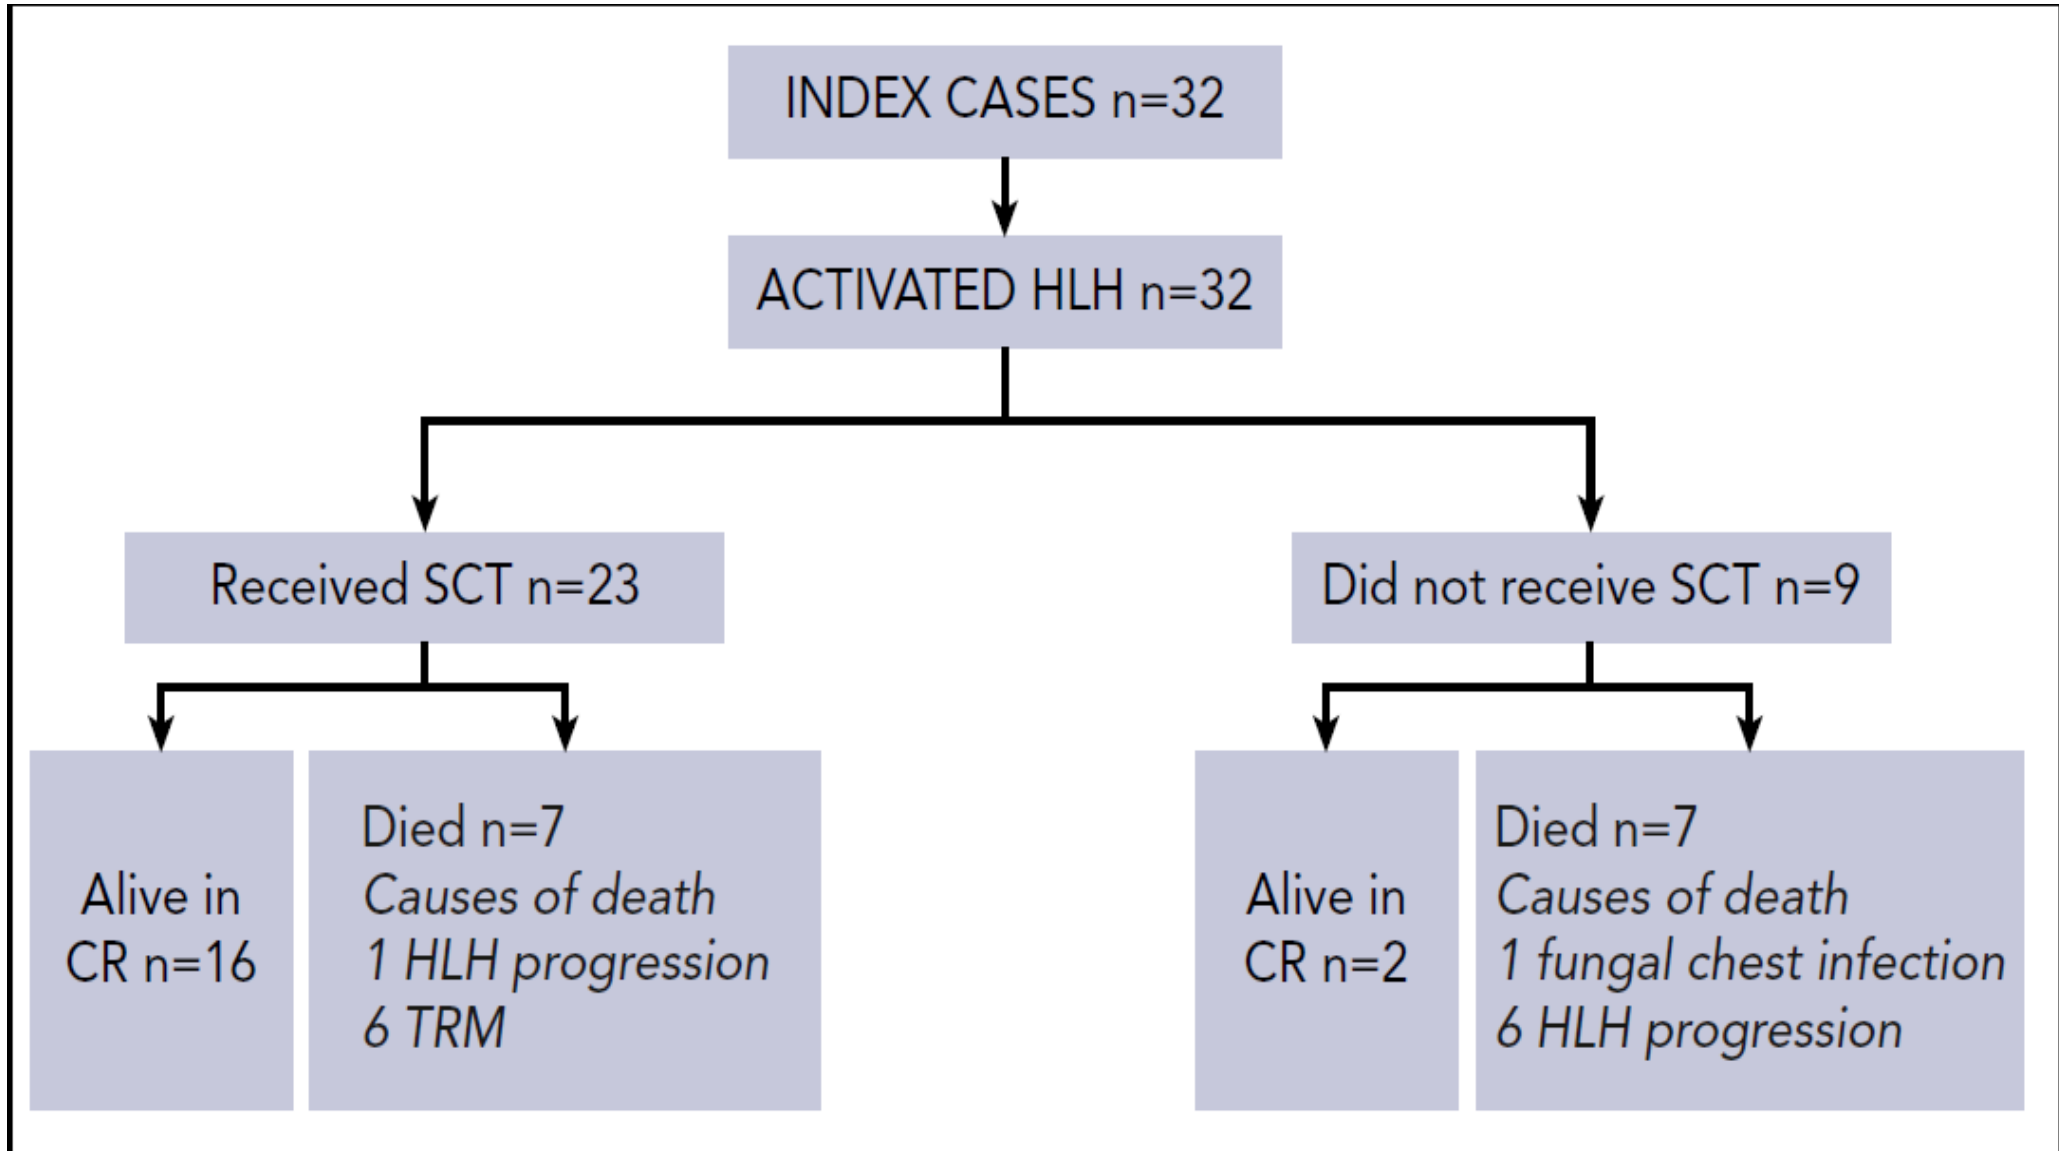 INDEX CASES n=32
ACTIVATED HLH n=32
Received SCT n=23
Did not receive SCT n=9
Alive in
CR n=16
Died n=7
Causes of death
1 HLH progression
6 TRM
Alive in
CR n=2
Died n=7
Causes of death
1 fungal chest infection
6 HLH progression